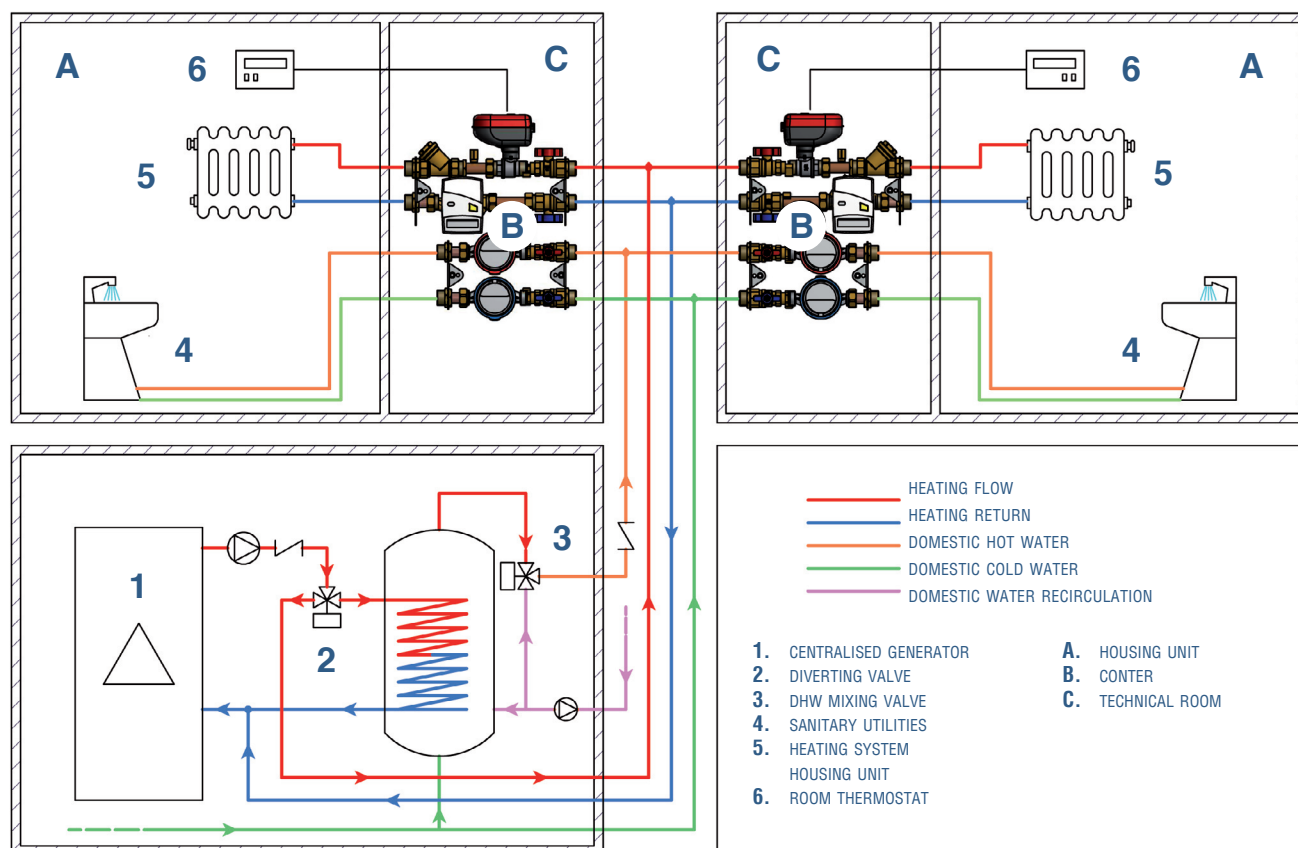 A
6
C
C
6
A
5
B
B
5
4
4
3
1
2
HEATING FLOW
HEATING RETURN
DOMESTIC HOT WATER
DOMESTIC COLD WATER
DOMESTIC WATER RECIRCULATION
1. CENTRALISED GENERATOR
2. DIVERTING VALVE
3. DHW MIXING VALVE
4. SANITARY UTILITIES
5. HEATING SYSTEM
HOUSING UNIT
6. ROOM THERMOSTAT
A. HOUSING UNIT
B. CONTER
C. TECHNICAL ROOM